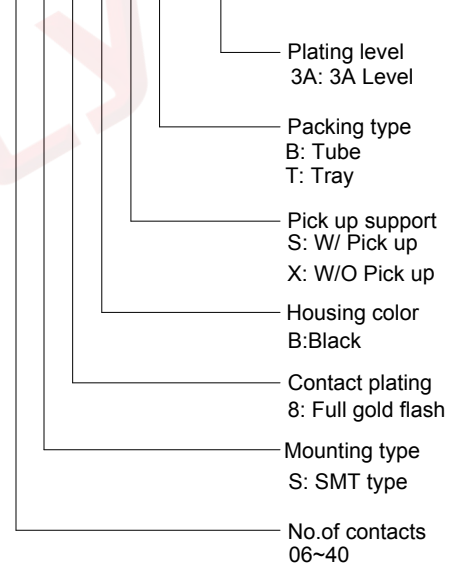 Plating level
3A: 3A Level
Packing type
B: Tube
T: Tray
Pick up support
S: W/ Pick up
X: W/O Pick up
Housing color
B:Black
Contact plating
8: Full gold flash
Mounting type
S: SMT type
No.of contacts
06~40